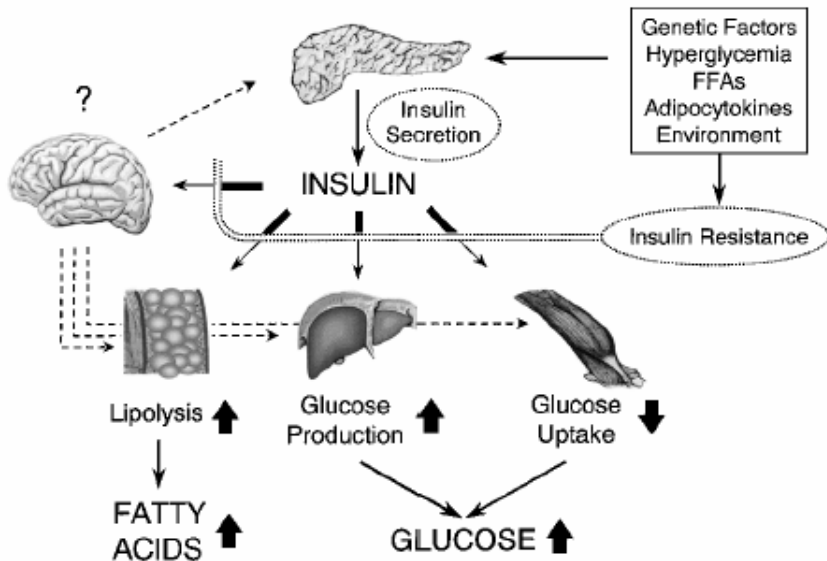 Genetic Factors
Hyperglycemia
FFAs
Adipocytokines
Environment
?
Insulin
Secretion
INSULIN
Insulin Resistance
Lipolysis
Glucose
Production
Glucose
Uptake
FATTY
ACIDS
GLUCOSE